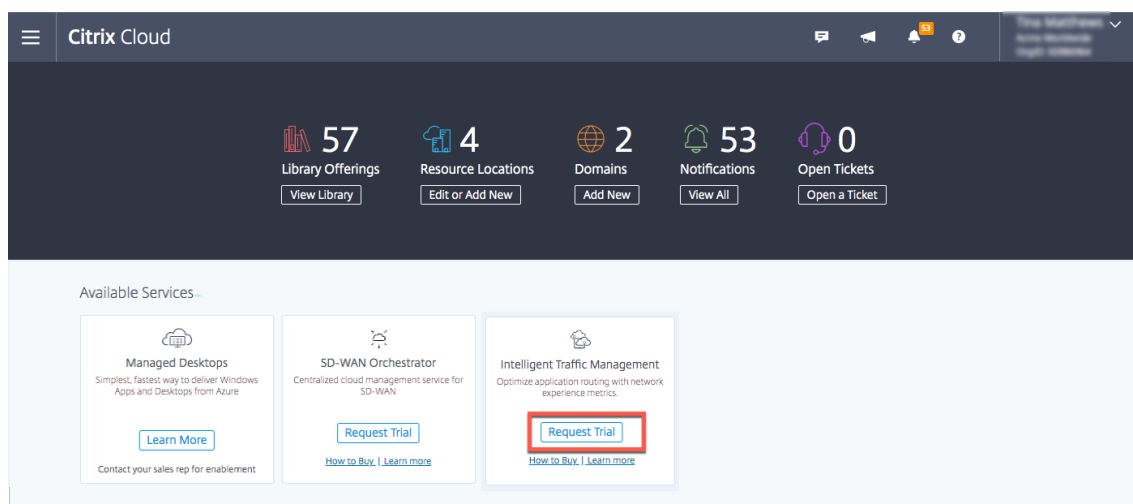 Citrix Cloud
53
57
Library Offerings
View Library
4
Resource Locations
Edit or Add New
2
Domains
Add New
53
Notifications
View All
0
Open Tickets
Open a Ticket
Available Services
Managed Desktops
Simplest, fastest way to deliver Windows
Apps and Desktops from Azure
Learn More
Contact your sales rep for enablement
SD-WAN Orchestrator
Centralized cloud management service for
SD-WAN
Request Trial
How to Buy | Learn more
Intelligent Traffic Management
Optimize application routing with network
experience metrics.
Request Trial
How to Buy | Learn more